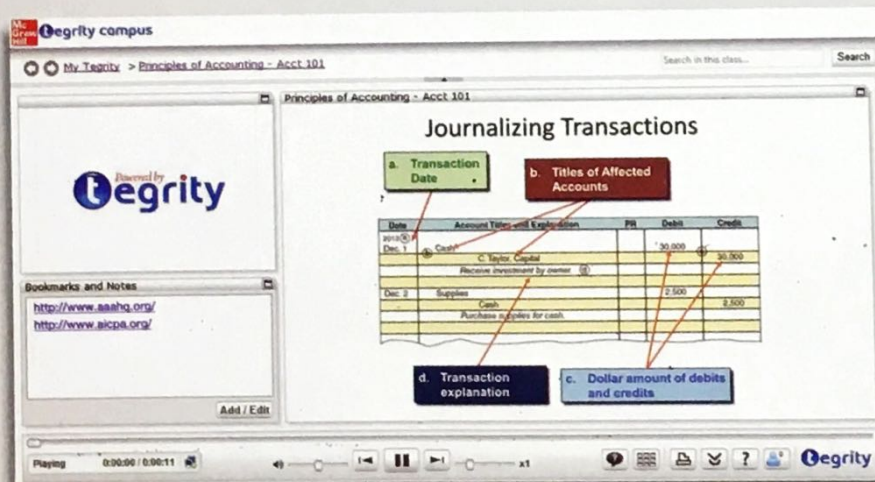 Mc Graw Hill tegrity campus
My Tegrity > Principles of Accounting - Acct 101
Search in this class...
Search
Principles of Accounting - Acct 101
Powered by
tegrity
Bookmarks and Notes
http://www.aaahq.org/
http://www.aicpa.org/
Add / Edit
Journalizing Transactions
a. Transaction
Date
b. Titles of Affected
Accounts
Date Account Titles and Explanation PR Debit Credit
Dec. 1 Cash 30,000
C. Taylor, Capital 30,000
Receive investment by owner
Dec. 2 Supplies 2,500
Cash 2,500
Purchase supplies for cash.
d. Transaction
explanation
c. Dollar amount of debits
and credits
Playing 0:00:00 / 0:00:11
x1
?
tegrity